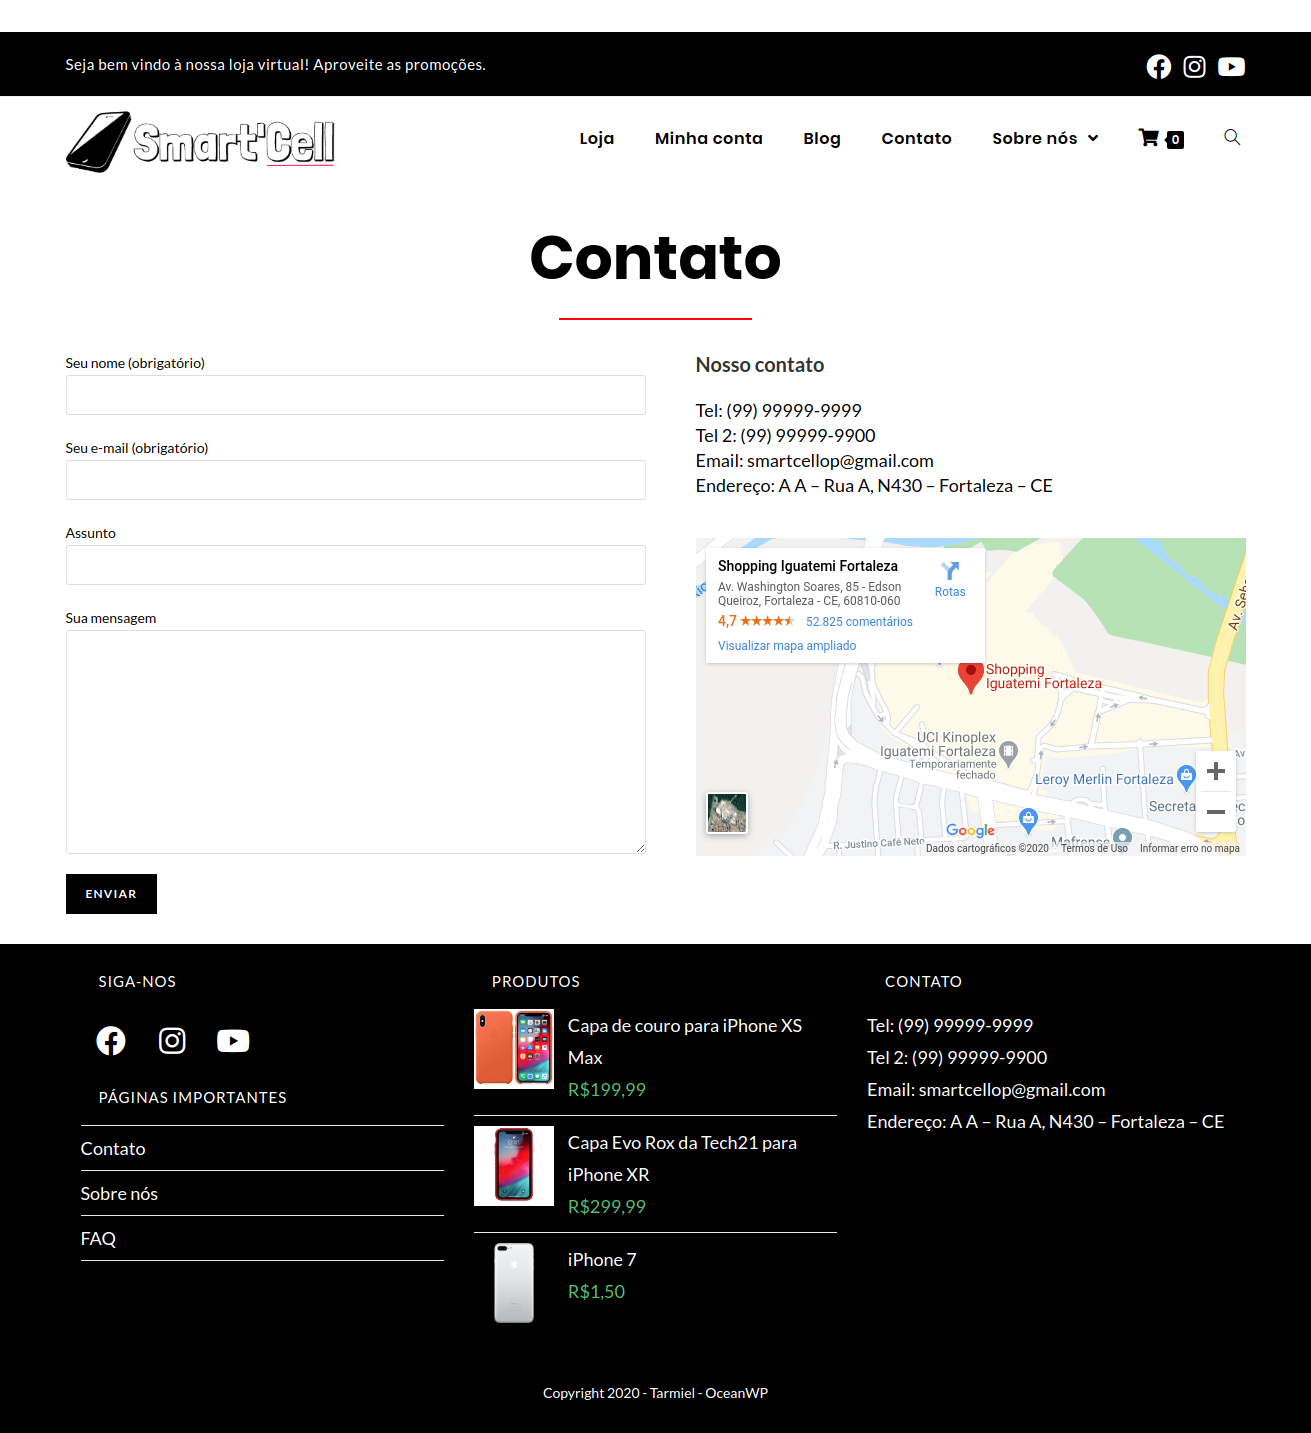 Seja bem vindo à nossa loja virtual! Aproveite as promoções.
Smart'Cell
Loja
Minha conta
Blog
Contato
Sobre nós
0
Contato
Seu nome (obrigatório)
Seu e-mail (obrigatório)
Assunto
Sua mensagem
ENVIAR
Nosso contato
Tel: (99) 99999-9999
Tel 2: (99) 99999-9900
Email: smartcellop@gmail.com
Endereço: A A – Rua A, N430 – Fortaleza – CE
Shopping Iguatemi Fortaleza
Av. Washington Soares, 85 - Edson
Queiroz, Fortaleza - CE, 60810-060
4,7
52.825 comentários
Visualizar mapa ampliado
Rotas
Shopping
Iguatemi Fortaleza
UCI Kinoplex
Iguatemi Fortaleza
Temporariamente
fechado
Leroy Merlin Fortaleza
R. Justino Café Neto
Google
Dados cartográficos ©2020
Termos de Uso
Informar erro no mapa
SIGA-NOS
PÁGINAS IMPORTANTES
Contato
Sobre nós
FAQ
PRODUTOS
Capa de couro para iPhone XS
Max
R$199,99
Capa Evo Rox da Tech21 para
iPhone XR
R$299,99
iPhone 7
R$1,50
CONTATO
Tel: (99) 99999-9999
Tel 2: (99) 99999-9900
Email: smartcellop@gmail.com
Endereço: A A – Rua A, N430 – Fortaleza – CE
Copyright 2020 - Tarmiel - OceanWP